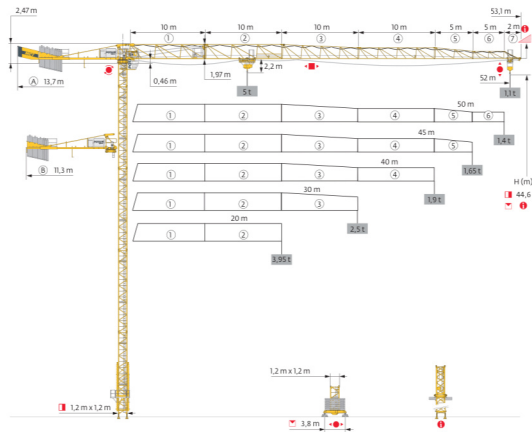 2,47 m
10 m 10 m 10 m 10 m 5 m 5 m 2 m
53,1 m
① ② ③ ④ ⑤ ⑥ ⑦
Ⓐ 13,7 m
0,46 m
1,97 m
2,2 m
5 t
52 m
1,1 t
50 m
① ② ③ ④ ⑤ ⑥
1,4 t
45 m
Ⓑ 11,3 m
① ② ③ ④ ⑤
1,65 t
40 m
① ② ③ ④
1,9 t
H (m)
44,6
30 m
① ② ③
2,5 t
20 m
① ②
3,95 t
1,2 m x 1,2 m
1,2 m x 1,2 m
3,8 m